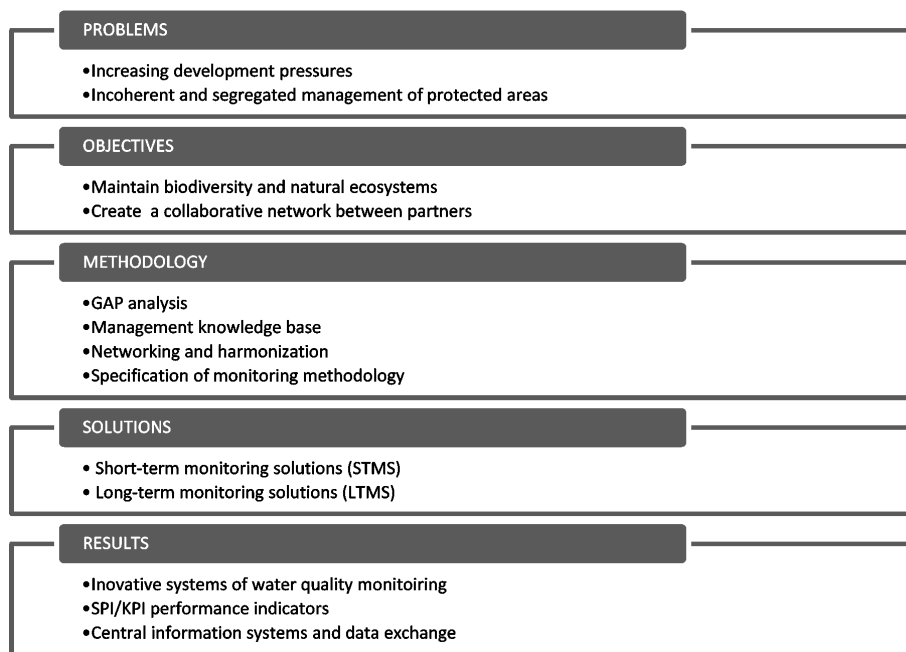 PROBLEMS
•Increasing development pressures
•Incoherent and segregated management of protected areas
OBJECTIVES
•Maintain biodiversity and natural ecosystems
•Create a collaborative network between partners
METHODOLOGY
•GAP analysis
•Management knowledge base
•Networking and harmonization
•Specification of monitoring methodology
SOLUTIONS
• Short-term monitoring solutions (STMS)
• Long-term monitoring solutions (LTMS)
RESULTS
•Inovative systems of water quality monitoiring
•SPI/KPI performance indicators
•Central information systems and data exchange